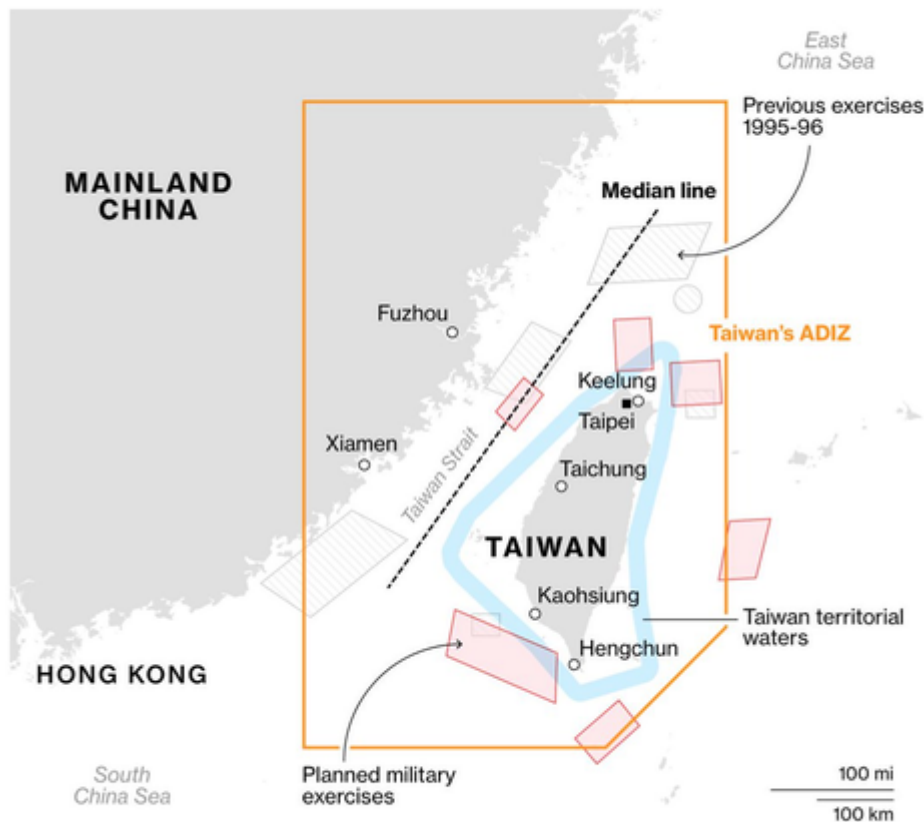 East
China Sea
Previous exercises
1995-96
MAINLAND
CHINA
Median line
Fuzhou
Taiwan's ADIZ
Keelung
Taipei
Xiamen
Taiwan Strait
Taichung
TAIWAN
Kaohsiung
Taiwan territorial
waters
Hengchun
HONG KONG
South
China Sea
Planned military
exercises
100 mi
100 km